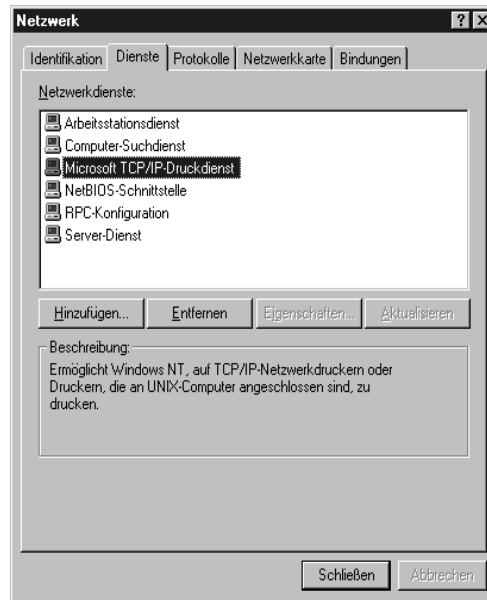 Netzwerk
Identifikation Dienste Protokolle Netzwerkkarte Bindungen
Netzwerkdienste:
Arbeitsstationsdienst
Computer-Suchdienst
Microsoft TCP/IP-Druckdienst
NetBIOS-Schnittstelle
RPC-Konfiguration
Server-Dienst
Hinzufügen... Entfernen Eigenschaften... Aktualisieren
Beschreibung:
Ermöglicht Windows NT, auf TCP/IP-Netzwerkdruckern oder
Druckern, die an UNIX-Computer angeschlossen sind, zu
drucken.
Schließen Abbrechen